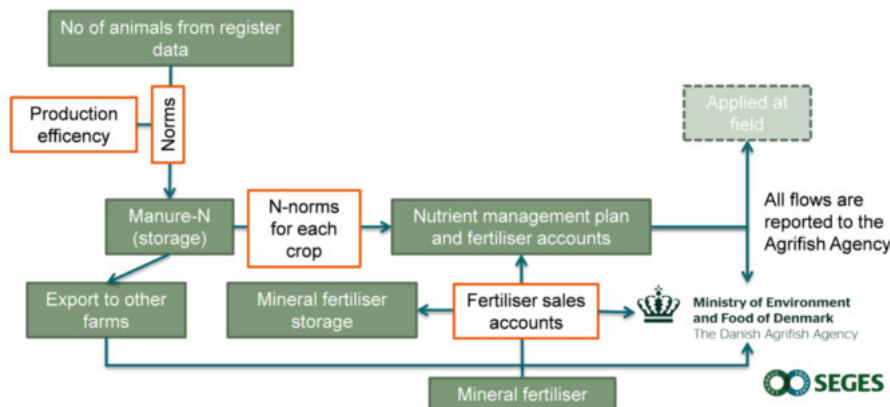 No of animals from register
data
Production
efficency
Norms
Applied at
field
Manure-N
(storage)
N-norms
for each
crop
Nutrient management plan
and fertiliser accounts
All flows are
reported to the
Agrifish Agency
Export to other
farms
Mineral fertiliser
storage
Fertiliser sales
accounts
Ministry of Environment
and Food of Denmark
The Danish Agrifish Agency
SEGES
Mineral fertiliser